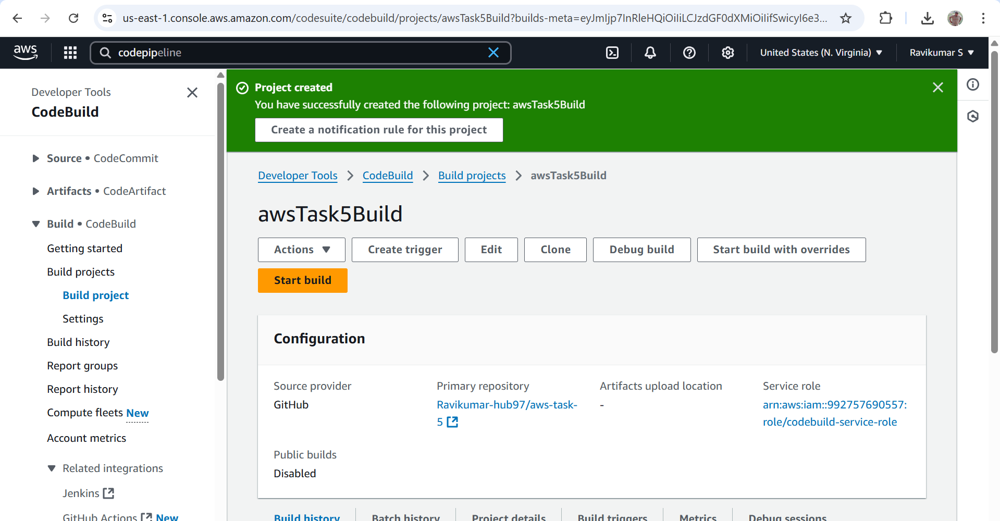 us-east-1.console.aws.amazon.com/codesuite/codebuild/projects/awsTask5Build?builds-meta=eyJmIjp7InRleHQiOiIiLCJzdGF0dXMiOiIifSwicyI6e3...
aws
codepipeline
United States (N. Virginia)
Ravikumar S
Developer Tools
CodeBuild
Source • CodeCommit
Artifacts • CodeArtifact
Build • CodeBuild
Getting started
Build projects
Build project
Settings
Build history
Report groups
Report history
Compute fleets New
Account metrics
Related integrations
Jenkins
GitHub Actions New
Project created
You have successfully created the following project: awsTask5Build
Create a notification rule for this project
Developer Tools > CodeBuild > Build projects > awsTask5Build
awsTask5Build
Actions
Create trigger
Edit
Clone
Debug build
Start build with overrides
Start build
Configuration
Source provider
GitHub
Primary repository
Ravikumar-hub97/aws-task-
5
Artifacts upload location
-
Service role
arn:aws:iam::992757690557:
role/codebuild-service-role
Public builds
Disabled
Build history
Batch history
Project details
Build triggers
Metrics
Debug sessions